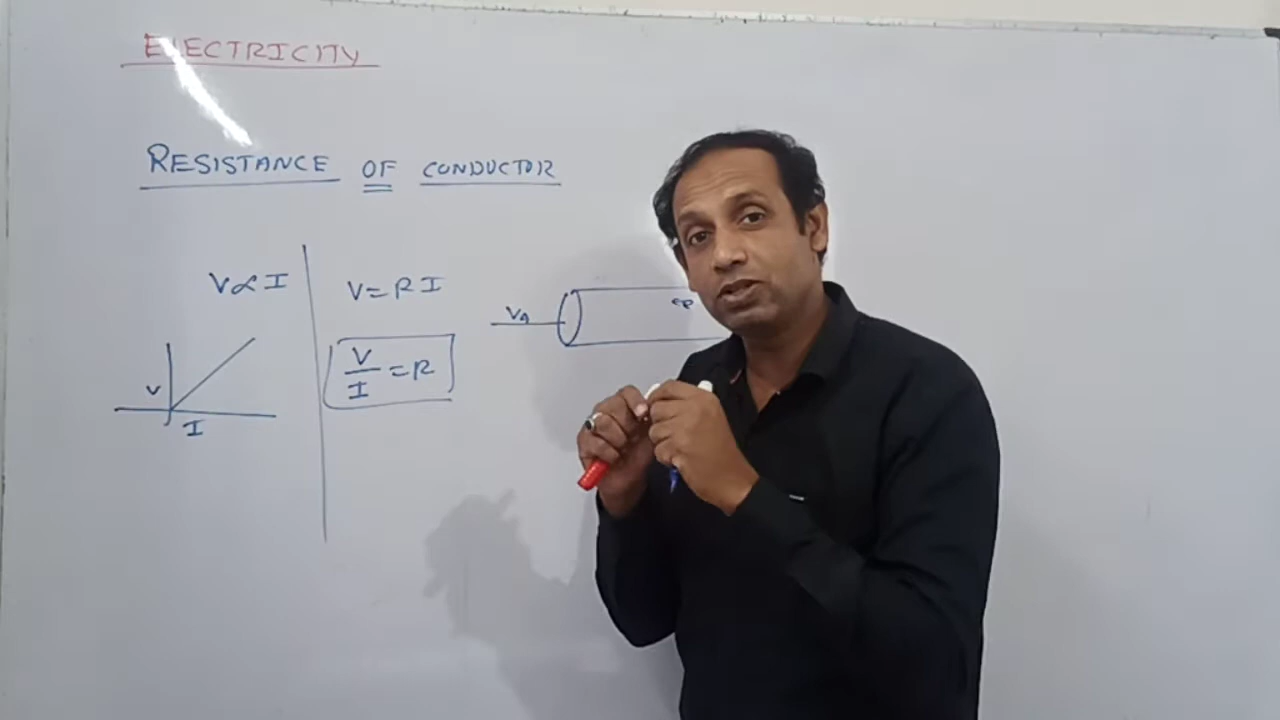 ELECTRICITY
RESISTANCE OF CONDUCTOR
V∝I
V
I
V=RI
V/I=R
VA